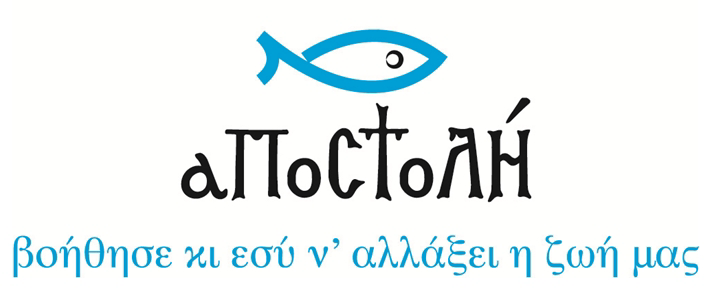 αποστολή
βοήθησε κι εσύ ν' αλλάξει η ζωή μας